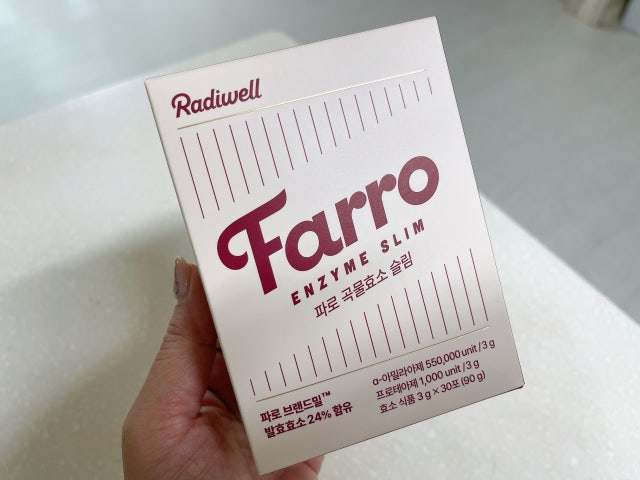 Radiwell
Farro
ENZYME SLIM
파로 곡물효소 슬림
파로 브랜드밀™
발효효소 24% 함유
α-아밀라아제 550,000 unit / 3 g
프로테아제 1,000 unit / 3 g
효소 식품 3 g × 30포 (90 g)